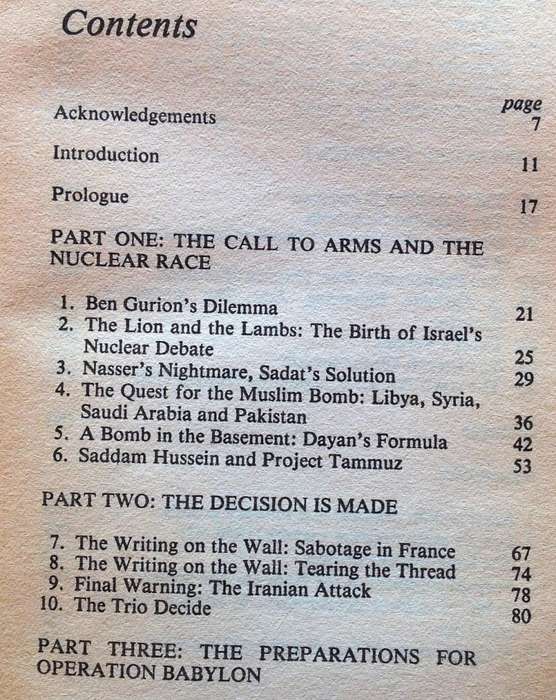 Contents
page
Acknowledgements 7
Introduction 11
Prologue 17
PART ONE: THE CALL TO ARMS AND THE
NUCLEAR RACE
1. Ben Gurion's Dilemma 21
2. The Lion and the Lambs: The Birth of Israel's
Nuclear Debate 25
3. Nasser's Nightmare, Sadat's Solution 29
4. The Quest for the Muslim Bomb: Libya, Syria,
Saudi Arabia and Pakistan 36
5. A Bomb in the Basement: Dayan's Formula 42
6. Saddam Hussein and Project Tammuz 53
PART TWO: THE DECISION IS MADE
7. The Writing on the Wall: Sabotage in France 67
8. The Writing on the Wall: Tearing the Thread 74
9. Final Warning: The Iranian Attack 78
10. The Trio Decide 80
PART THREE: THE PREPARATIONS FOR
OPERATION BABYLON